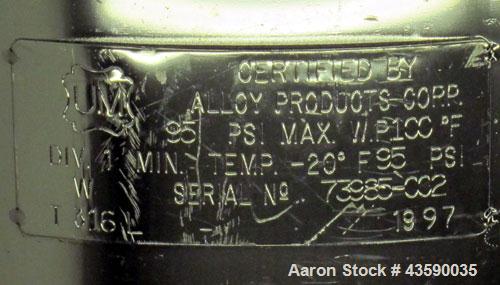 CERTIFIED BY
UM ALLOY PRODUCTS CORP.
95 PSI MAX. W.P. 100 °F
DIV. 1 MIN. TEMP. -20° F 95 PSI
W SERIAL Nº 73985-002
T 316L - 1997
Aaron Stock # 43590035